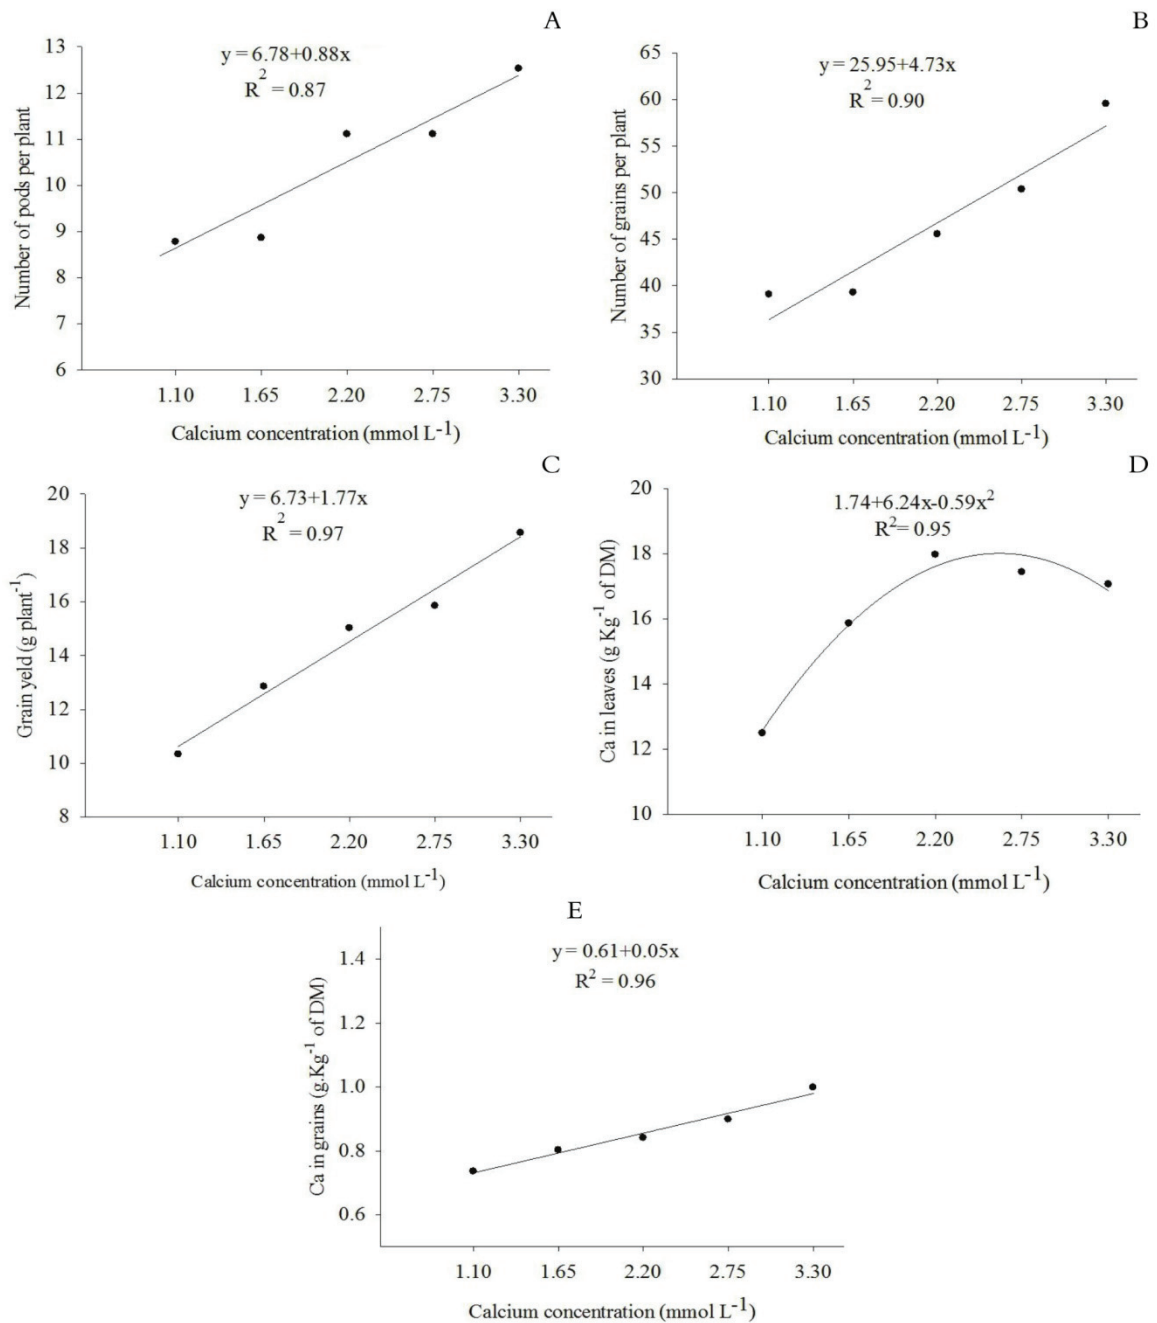 A
y = 6.78+0.88x
R² = 0.87
Number of pods per plant
13
12
11
10
9
8
7
6
1.10 1.65 2.20 2.75 3.30
Calcium concentration (mmol L⁻¹)
B
y = 25.95+4.73x
R² = 0.90
Number of grains per plant
65
60
55
50
45
40
35
30
1.10 1.65 2.20 2.75 3.30
Calcium concentration (mmol L⁻¹)
C
y = 6.73+1.77x
R² = 0.97
Grain yeld (g plant⁻¹)
20
18
16
14
12
10
8
1.10 1.65 2.20 2.75 3.30
Calcium concentration (mmol L⁻¹)
D
1.74+6.24x-0.59x²
R²= 0.95
Ca in leaves (g Kg⁻¹ of DM)
20
18
16
14
12
10
1.10 1.65 2.20 2.75 3.30
Calcium concentration (mmol L⁻¹)
E
y = 0.61+0.05x
R² = 0.96
Ca in grains (g.Kg⁻¹ of DM)
1.4
1.2
1.0
0.8
0.6
1.10 1.65 2.20 2.75 3.30
Calcium concentration (mmol L⁻¹)